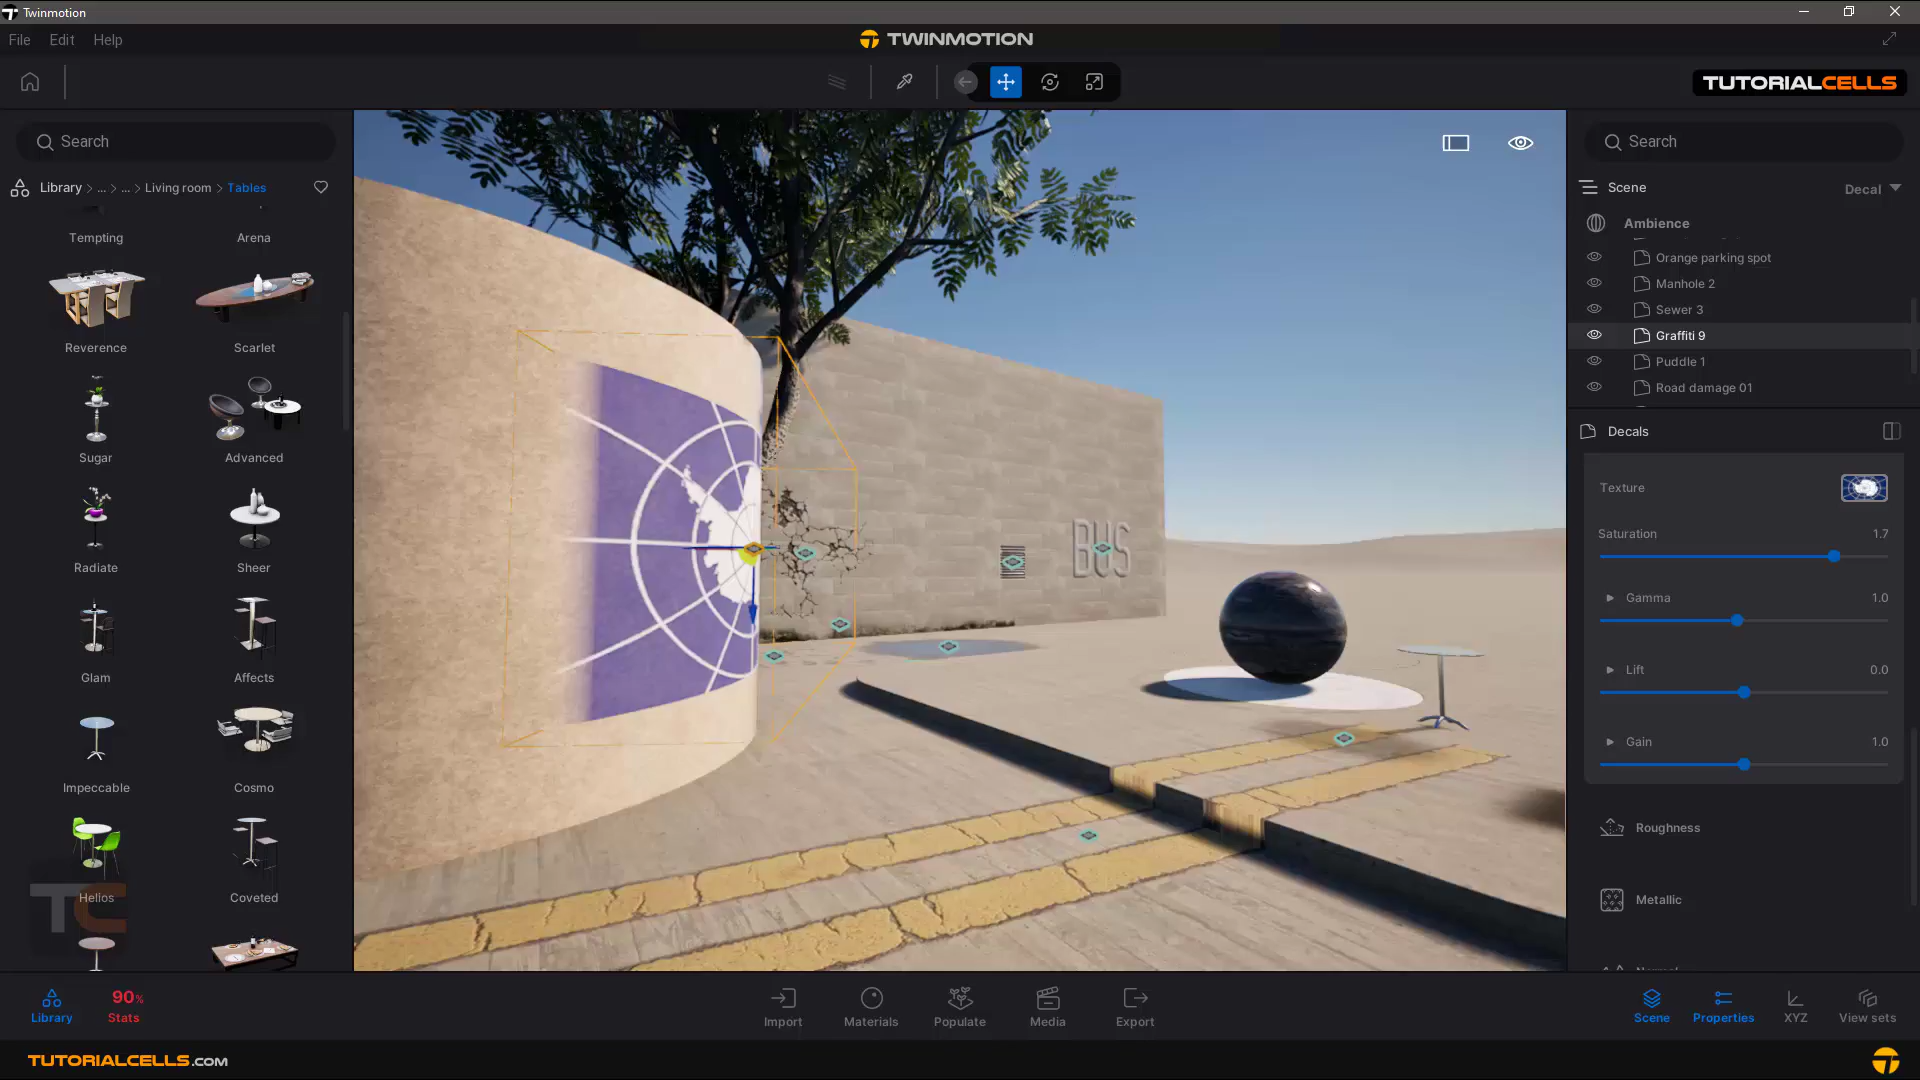 Twinmotion
File Edit Help
TWINMOTION
TUTORIALCELLS
Search
Library > ... > ... > Living room > Tables
Tempting Arena
Reverence Scarlet
Sugar Advanced
Radiate Sheer
Glam Affects
Impeccable Cosmo
Helios Coveted
TC
BUS
Search
Scene Decal
Ambience
Orange parking spot
Manhole 2
Sewer 3
Graffiti 9
Puddle 1
Road damage 01
Decals
Texture
Saturation 1.7
Gamma 1.0
Lift 0.0
Gain 1.0
Roughness
Metallic
Library
90%
Stats
Import Materials Populate Media Export
Scene Properties XYZ View sets
TUTORIALCELLS.COM